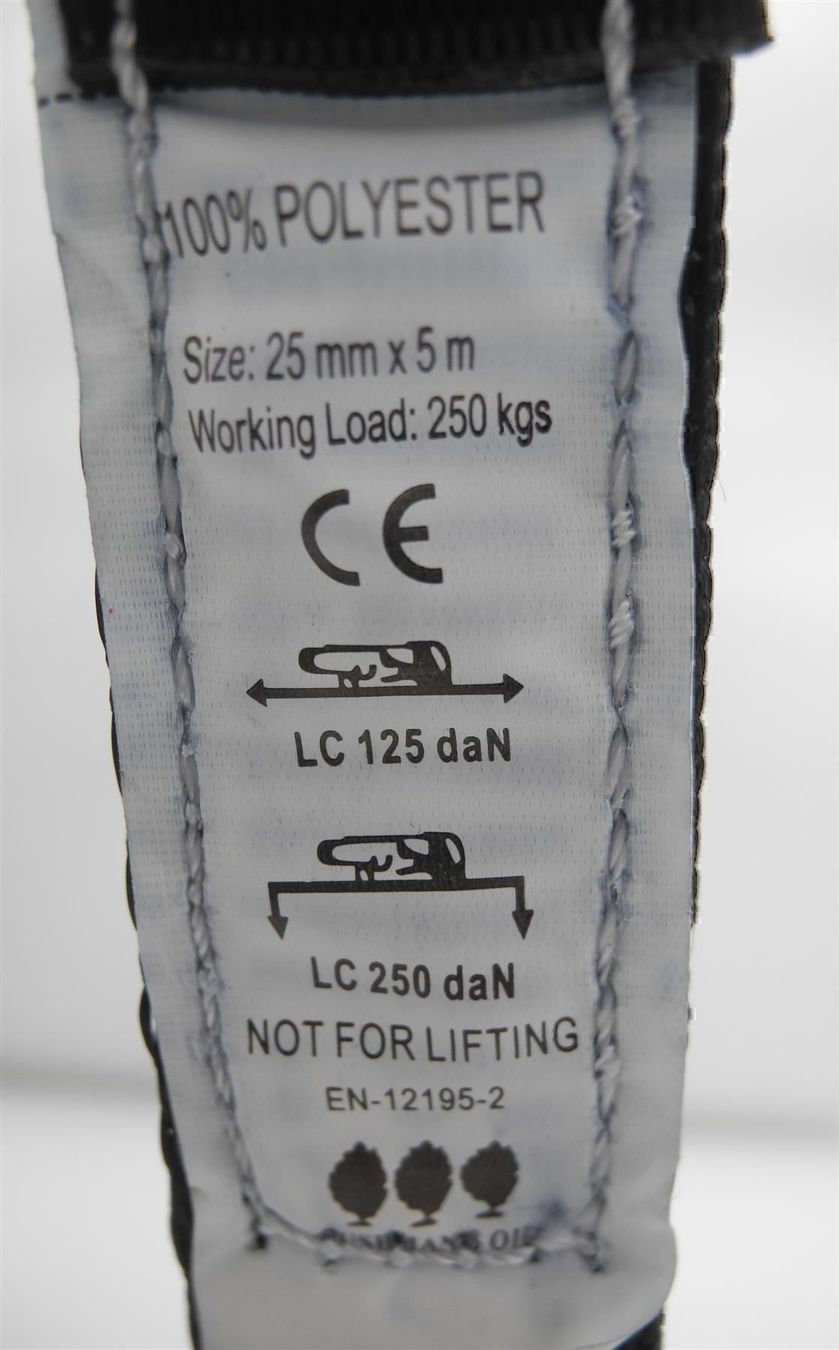 100% POLYESTER
Size: 25 mm x 5 m
Working Load: 250 kgs
CE
LC 125 daN
LC 250 daN
NOT FOR LIFTING
EN-12195-2